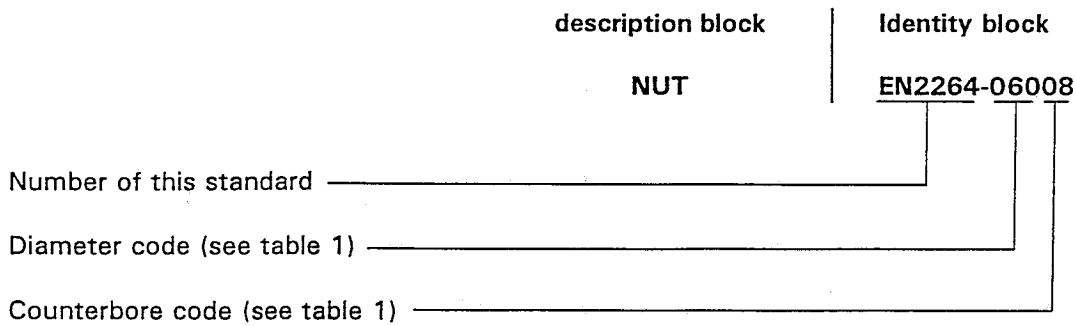 description block Identity block
NUT EN2264-06008
Number of this standard
Diameter code (see table 1)
Counterbore code (see table 1)